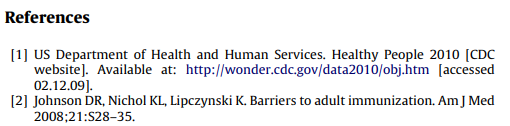 References
[1] US Department of Health and Human Services. Healthy People 2010 [CDC
website]. Available at: http://wonder.cdc.gov/data2010/obj.htm [accessed
02.12.09].
[2] Johnson DR, Nichol KL, Lipczynski K. Barriers to adult immunization. Am J Med
2008;21:S28–35.